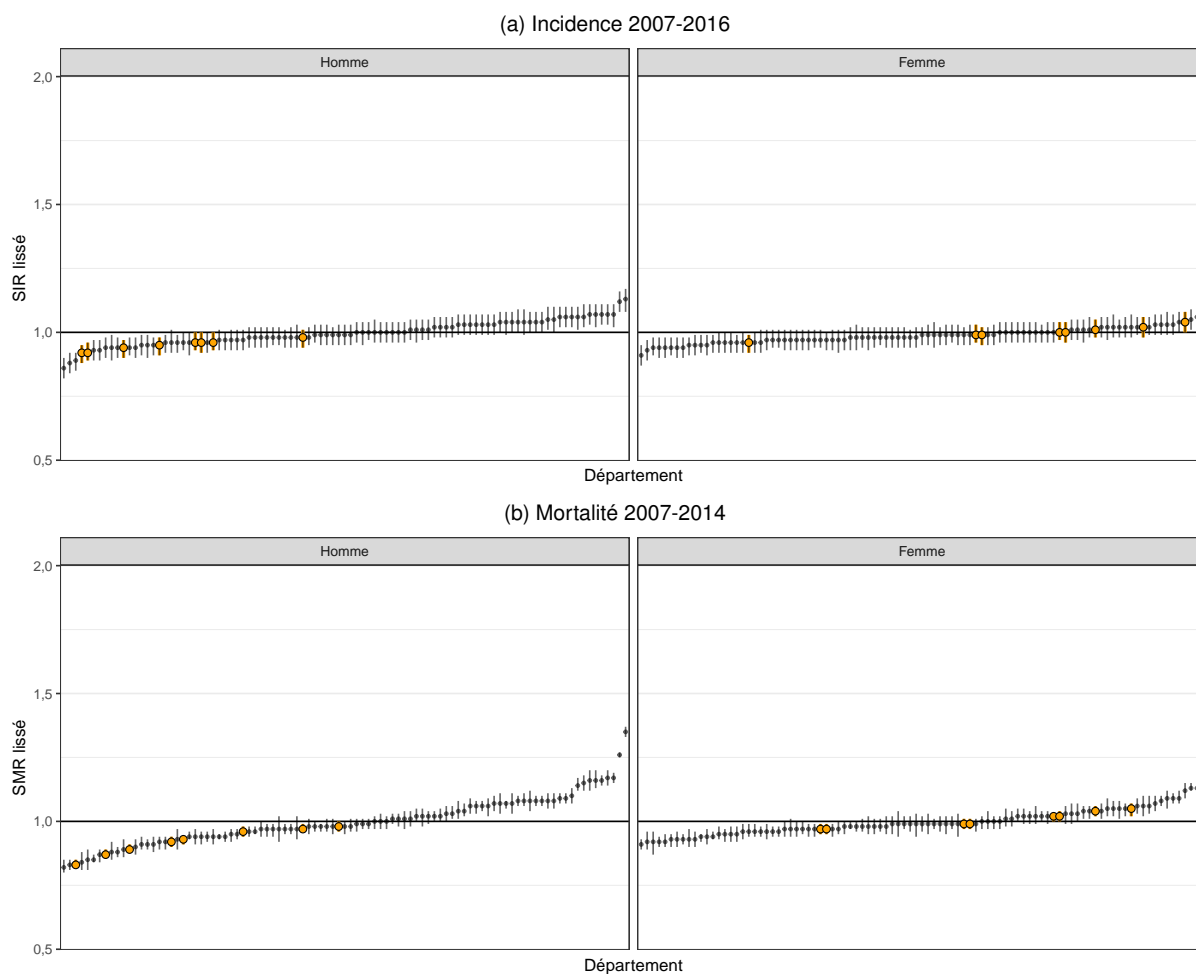 (a) Incidence 2007-2016
Homme
Femme
2,0
1,5
1,0
0,5
SIR lissé
Département
(b) Mortalité 2007-2014
Homme
Femme
2,0
1,5
1,0
0,5
SMR lissé
Département